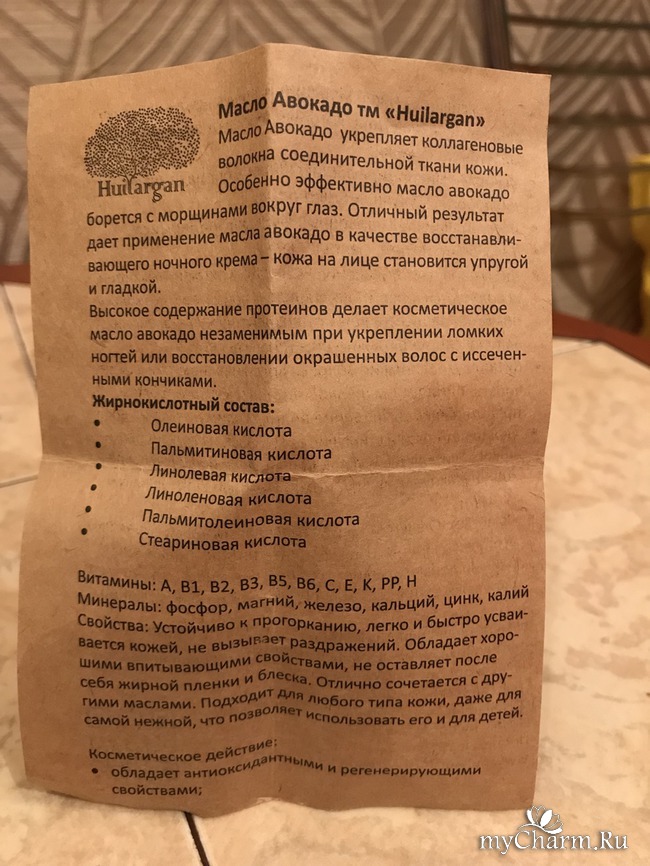 Масло Авокадо тм «Huilargan»
Масло Авокадо укрепляет коллагеновые
волокна соединительной ткани кожи.
Особенно эффективно масло авокадо
Huilargan
борется с морщинами вокруг глаз. Отличный результат
дает применение масла авокадо в качестве восстанавли-
вающего ночного крема – кожа на лице становится упругой
и гладкой.
Высокое содержание протеинов делает косметическое
масло авокадо незаменимым при укреплении ломких
ногтей или восстановлении окрашенных волос с иссечен-
ными кончиками.
Жирнокислотный состав:
• Олеиновая кислота
• Пальмитиновая кислота
• Линолевая кислота
• Линоленовая кислота
• Пальмитолеиновая кислота
• Стеариновая кислота
Витамины: А, В1, В2, В3, В5, В6, С, Е, К, РР, Н
Минералы: фосфор, магний, железо, кальций, цинк, калий
Свойства: Устойчиво к прогорканию, легко и быстро усваи-
вается кожей, не вызывает раздражений. Обладает хоро-
шими впитывающими свойствами, не оставляет после
себя жирной пленки и блеска. Отлично сочетается с дру-
гими маслами. Подходит для любого типа кожи, даже для
самой нежной, что позволяет использовать его и для детей.
Косметическое действие:
• обладает антиоксидантными и регенерирующими
свойствами;
myCharm.Ru